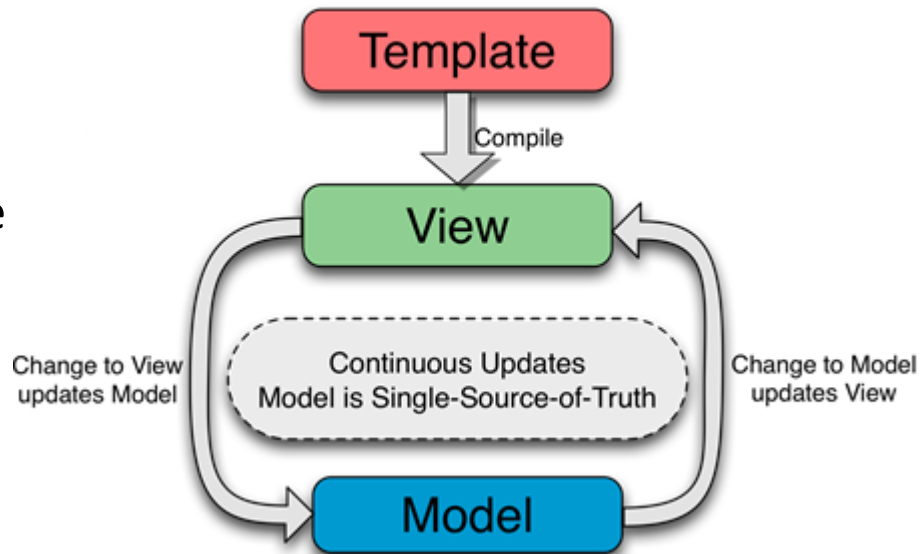 Template
Compile
e
View
Change to View
updates Model
Continuous Updates
Model is Single-Source-of-Truth
Change to Model
updates View
Model